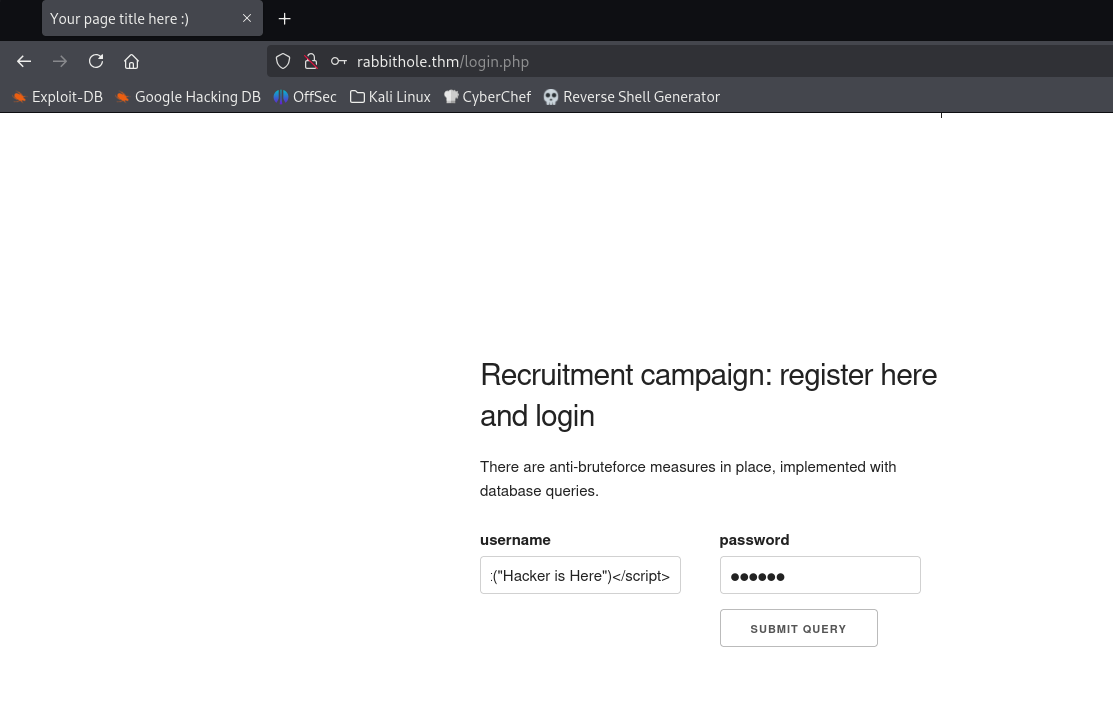 Your page title here :)
rabbithole.thm/login.php
Exploit-DB Google Hacking DB OffSec Kali Linux CyberChef Reverse Shell Generator
Recruitment campaign: register here
and login
There are anti-bruteforce measures in place, implemented with
database queries.
username password
:("Hacker is Here")</script>
SUBMIT QUERY